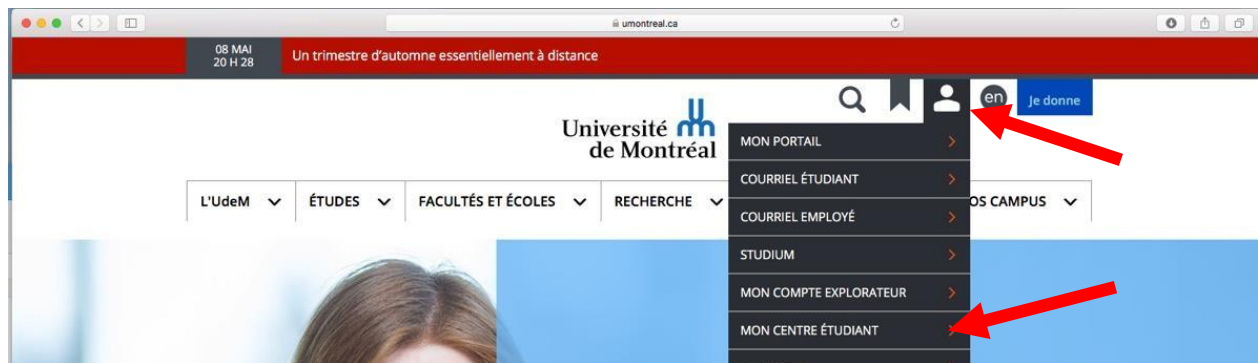 umontreal.ca
08 MAI
20 H 28
Un trimestre d'automne essentiellement à distance
en
Je donne
Université
de Montréal
MON PORTAIL
COURRIEL ÉTUDIANT
L'UdeM
ÉTUDES
FACULTÉS ET ÉCOLES
RECHERCHE
OS CAMPUS
COURRIEL EMPLOYÉ
STUDIUM
MON COMPTE EXPLORATEUR
MON CENTRE ÉTUDIANT